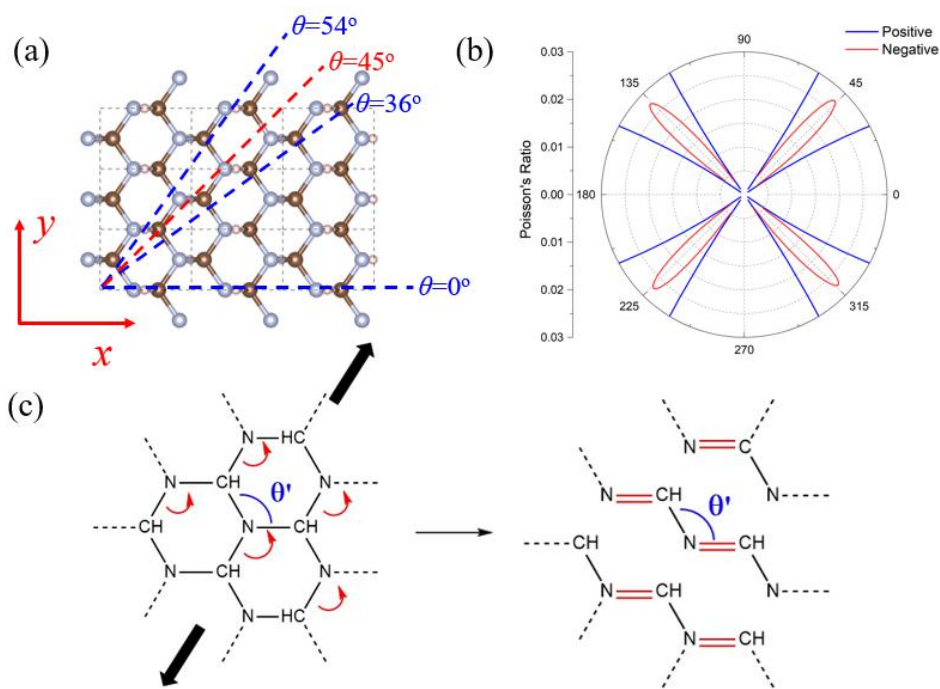 (a)
θ=54°
θ=45°
θ=36°
θ=0°
y
x
(b)
Positive
Negative
Poisson's Ratio
0.03
0.02
0.01
0.00
0.01
0.02
0.03
90
135
45
180
0
225
315
270
(c)
N HC
N CH N
θ'
CH N CH
N CH N
N HC
N C
N CH N
θ'
CH N CH
N CH N
N CH